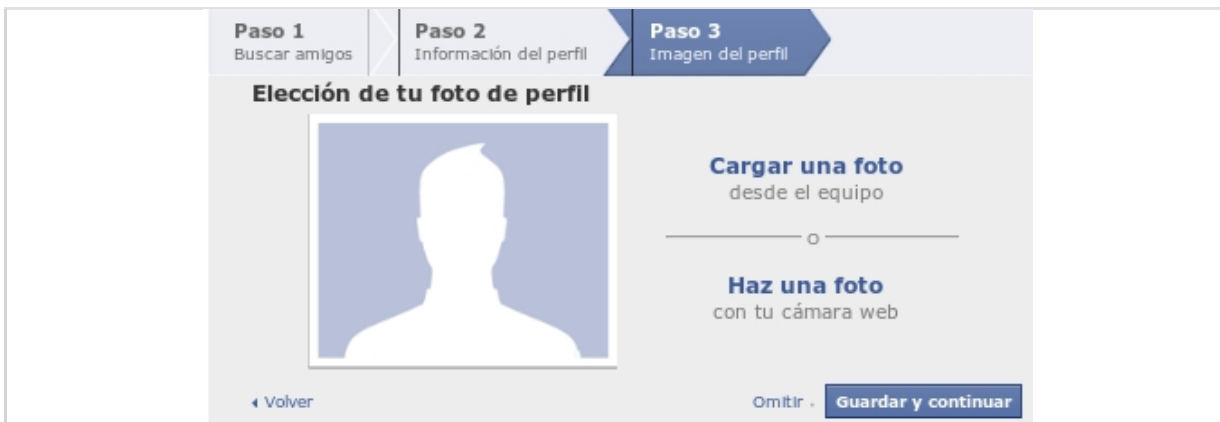 Paso 1
Buscar amigos
Paso 2
Información del perfil
Paso 3
Imagen del perfil
Elección de tu foto de perfil
Cargar una foto
desde el equipo
o
Haz una foto
con tu cámara web
Volver
Omitir
Guardar y continuar